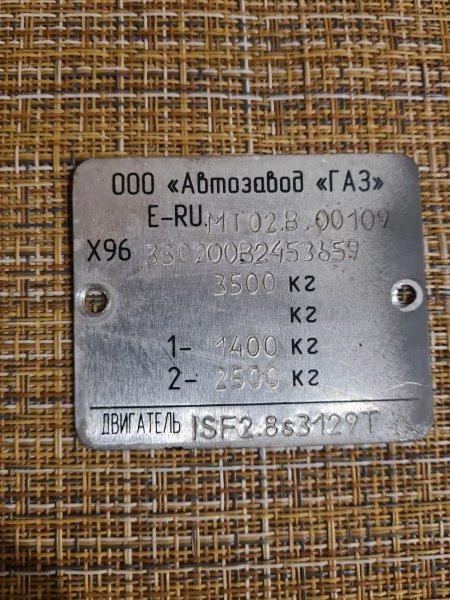 ООО «Автозавод «ГАЗ»
E-RU.МТ02.В.00109
X96 330200B2453659
3500 кг
кг
1- 1400 кг
2- 2500 кг
ДВИГАТЕЛЬ ISF2.8s3129T